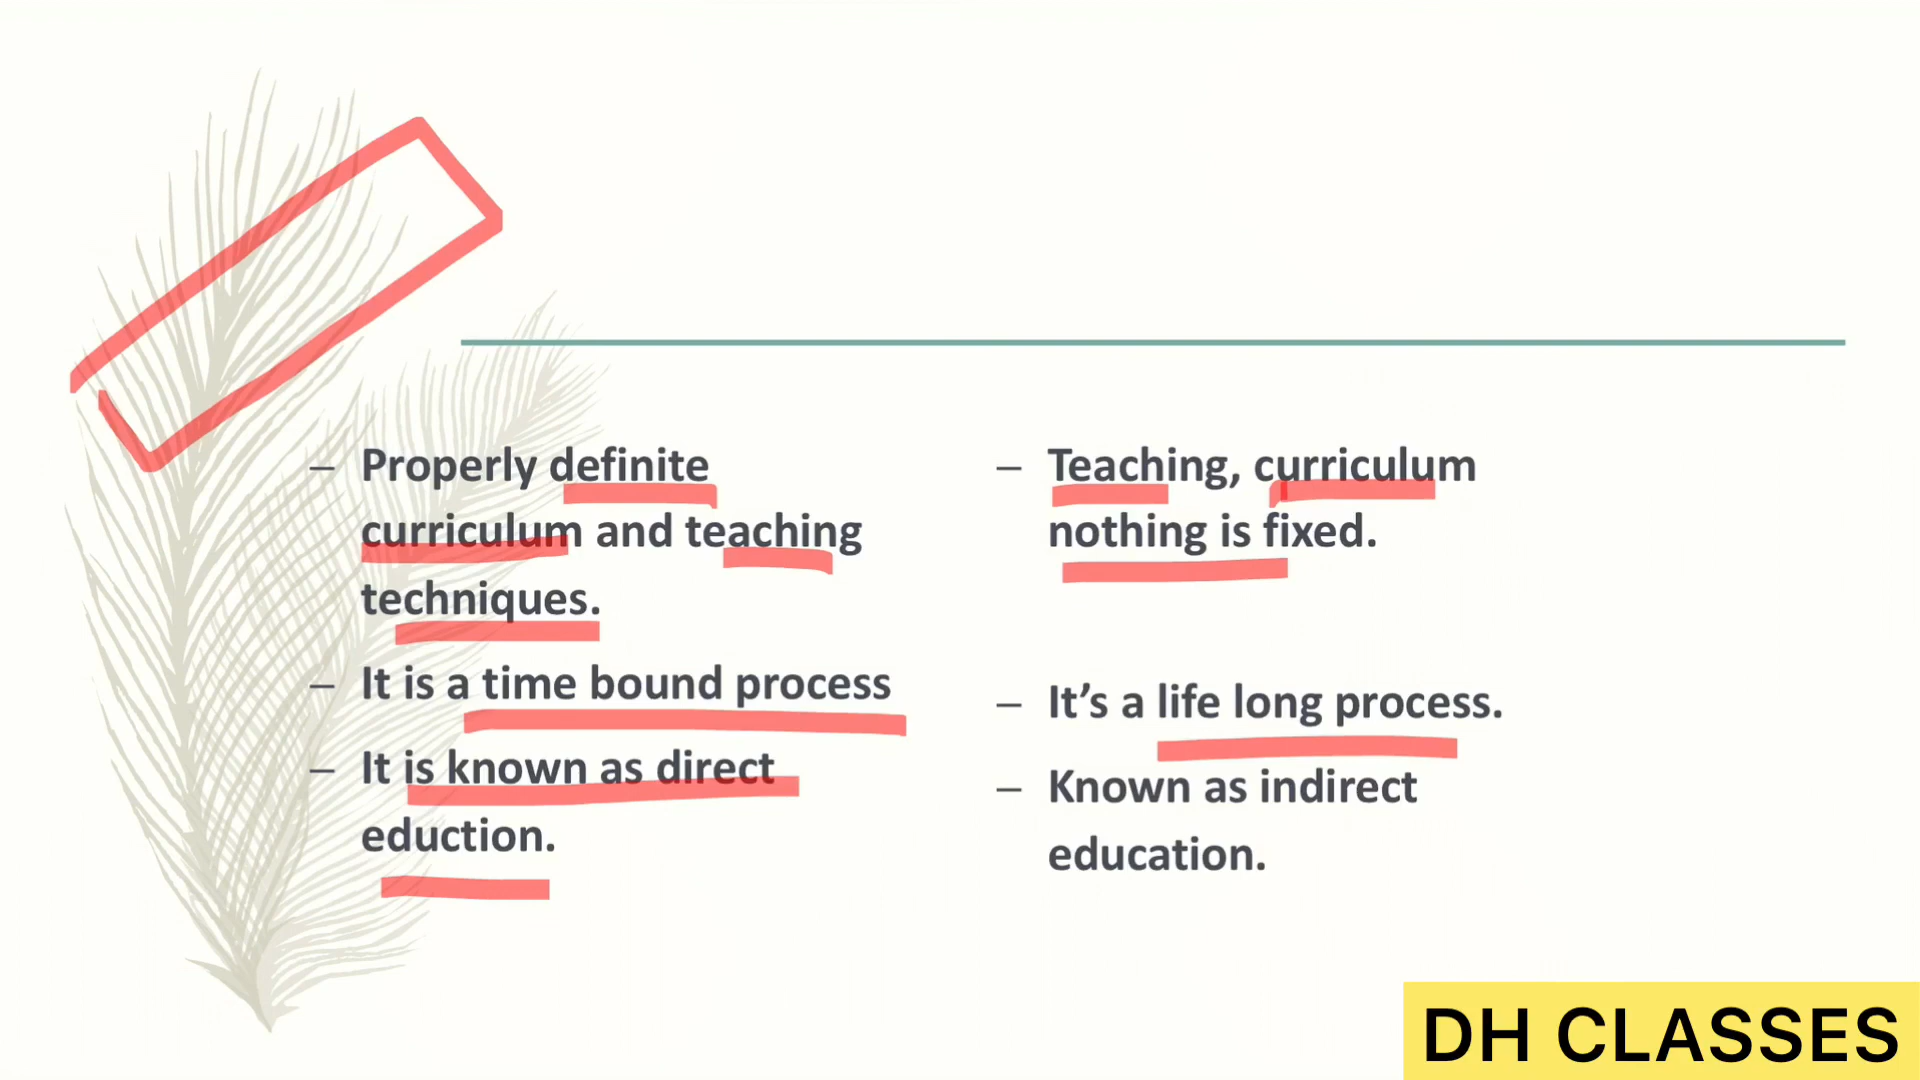 – Properly definite
curriculum and teaching
techniques.
– It is a time bound process
– It is known as direct
eduction.
– Teaching, curriculum
nothing is fixed.
– It’s a life long process.
– Known as indirect
education.
DH CLASSES